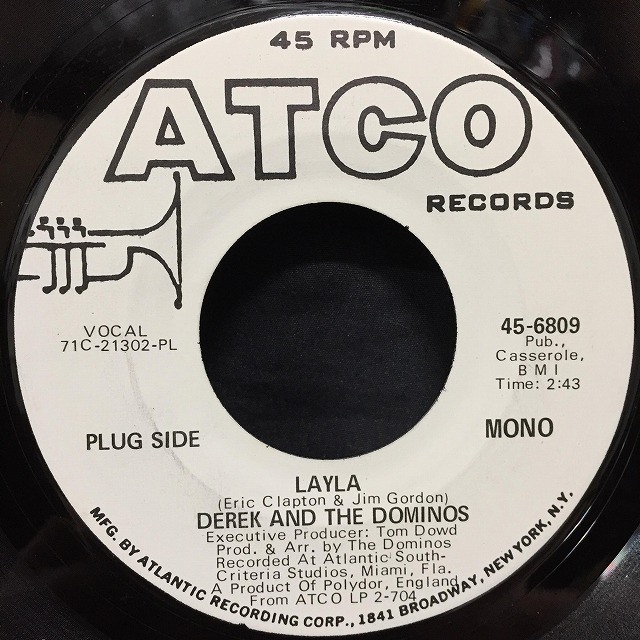 45 RPM
ATCO
RECORDS
VOCAL
71C-21302-PL
45-6809
Pub.,
Casserole,
BMI
Time: 2:43
PLUG SIDE
MONO
LAYLA
(Eric Clapton & Jim Gordon)
DEREK AND THE DOMINOS
Executive Producer: Tom Dowd
Prod. & Arr. by The Dominos
Recorded At Atlantic South-
Criteria Studios, Miami, Fla.
A Product Of Polydor, England
From ATCO LP 2-704
MFG. BY ATLANTIC RECORDING CORP., 1841 BROADWAY, NEW YORK, N.Y.